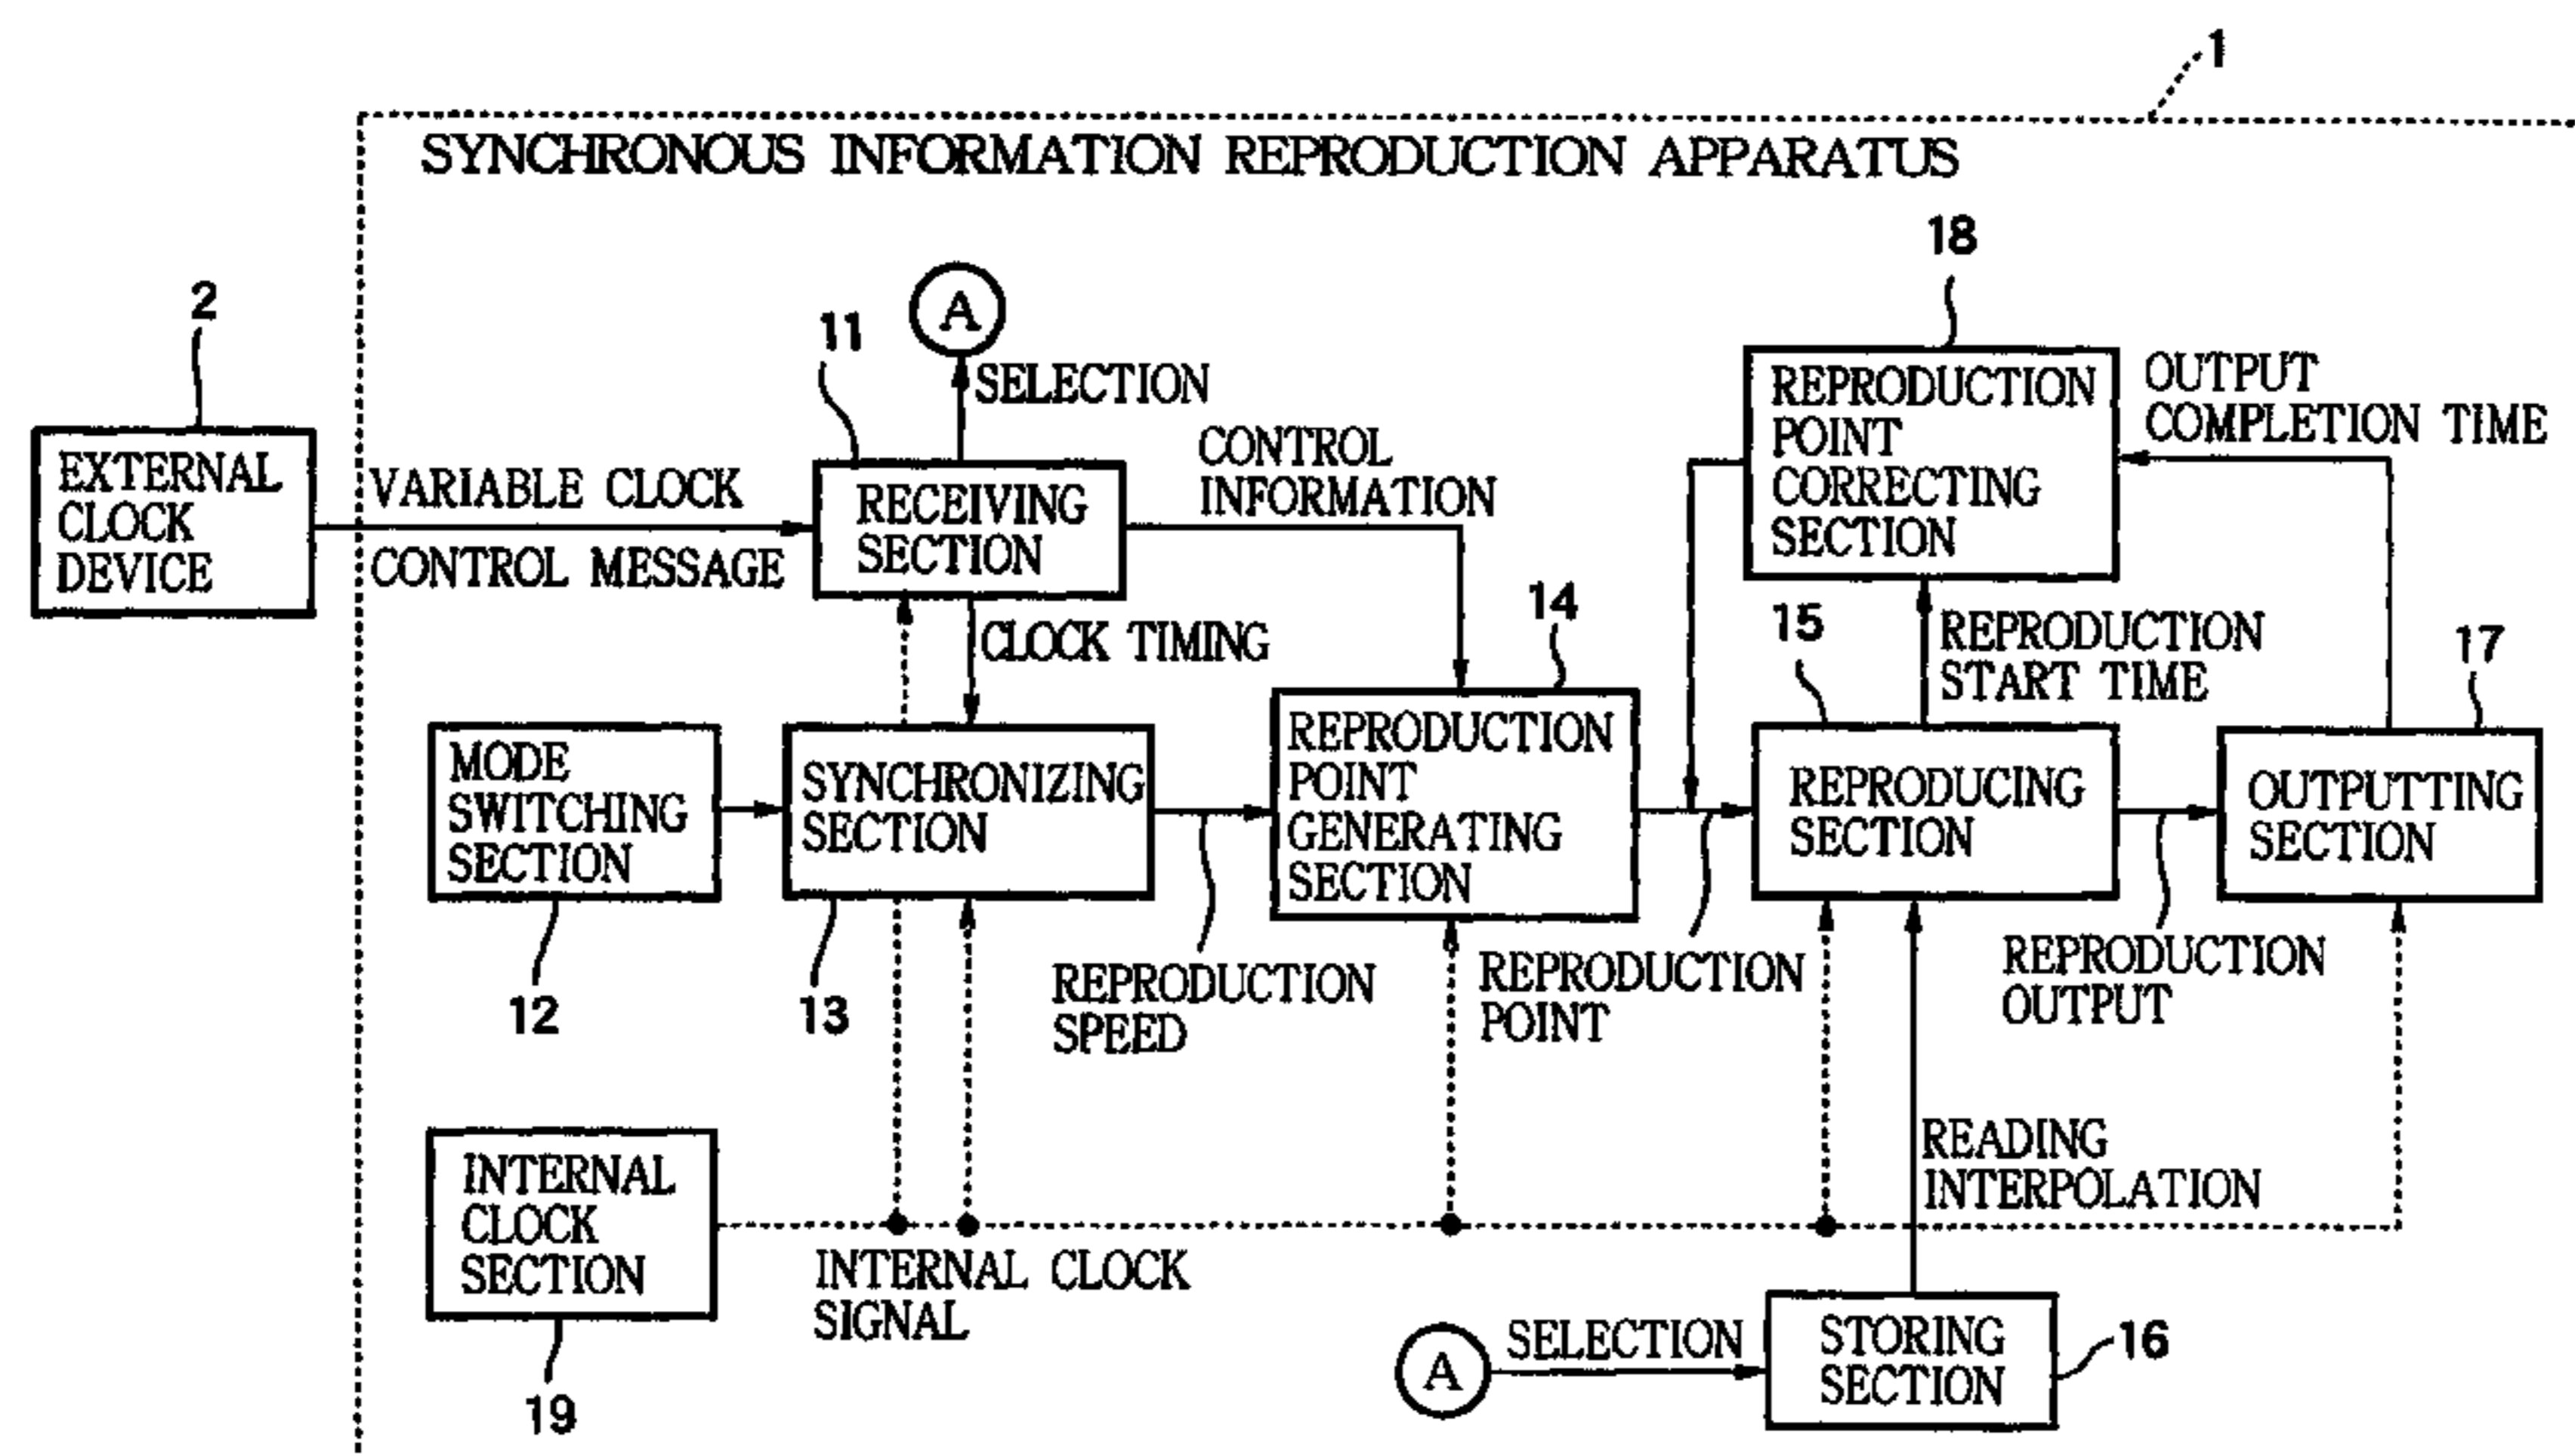 1
SYNCHRONOUS INFORMATION REPRODUCTION APPARATUS
18
2
A
11
SELECTION
REPRODUCTION
POINT
CORRECTING
SECTION
OUTPUT
COMPLETION TIME
CONTROL
INFORMATION
EXTERNAL
CLOCK
DEVICE
VARIABLE CLOCK
CONTROL MESSAGE
RECEIVING
SECTION
CLOCK TIMING
14
15
REPRODUCTION
START TIME
17
MODE
SWITCHING
SECTION
SYNCHRONIZING
SECTION
REPRODUCTION
POINT
GENERATING
SECTION
REPRODUCING
SECTION
OUTPUTTING
SECTION
12
13
REPRODUCTION
SPEED
REPRODUCTION
POINT
REPRODUCTION
OUTPUT
INTERNAL
CLOCK
SECTION
READING
INTERPOLATION
INTERNAL CLOCK
SIGNAL
19
A
SELECTION
STORING
SECTION
16